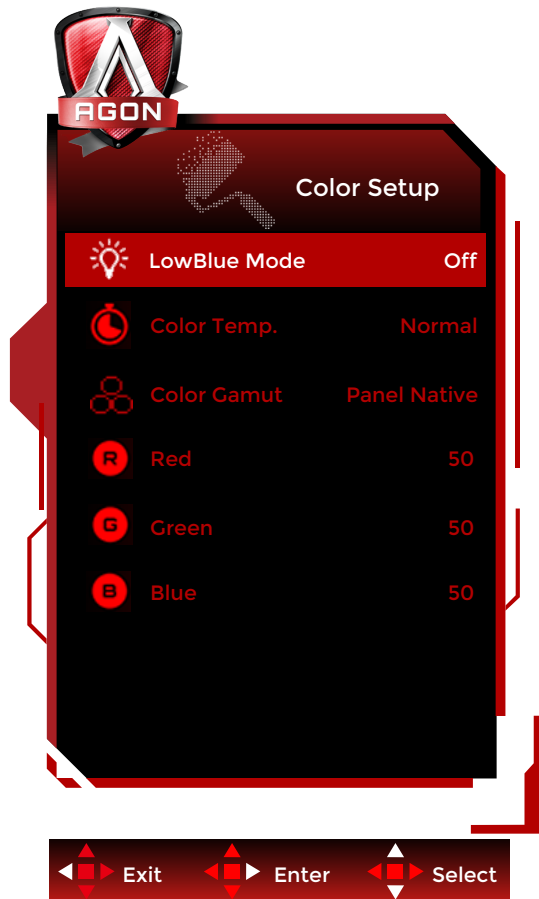 AGON
Color Setup
LowBlue Mode Off
Color Temp. Normal
Color Gamut Panel Native
R Red 50
G Green 50
B Blue 50
Exit Enter Select